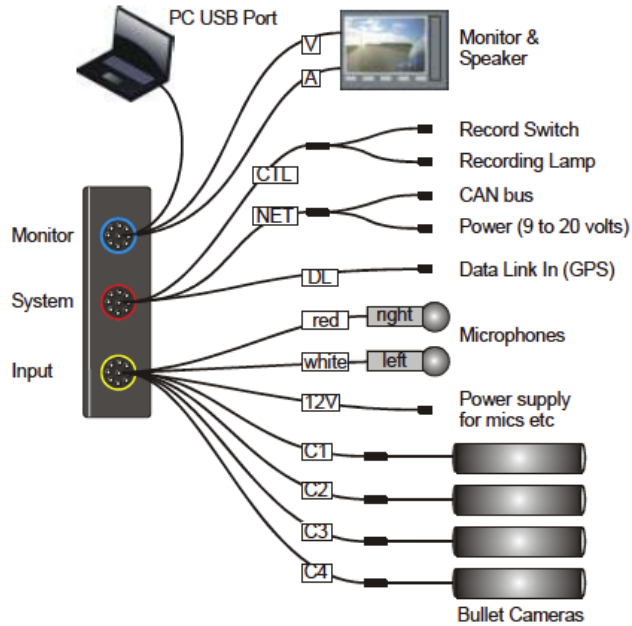 PC USB Port
V
Monitor &
Speaker
A
Record Switch
CTL
Recording Lamp
CAN bus
NET
Power (9 to 20 volts)
Monitor
DL
Data Link In (GPS)
System
red
right
Microphones
Input
white
left
12V
Power supply
for mics etc
C1
C2
C3
C4
Bullet Cameras